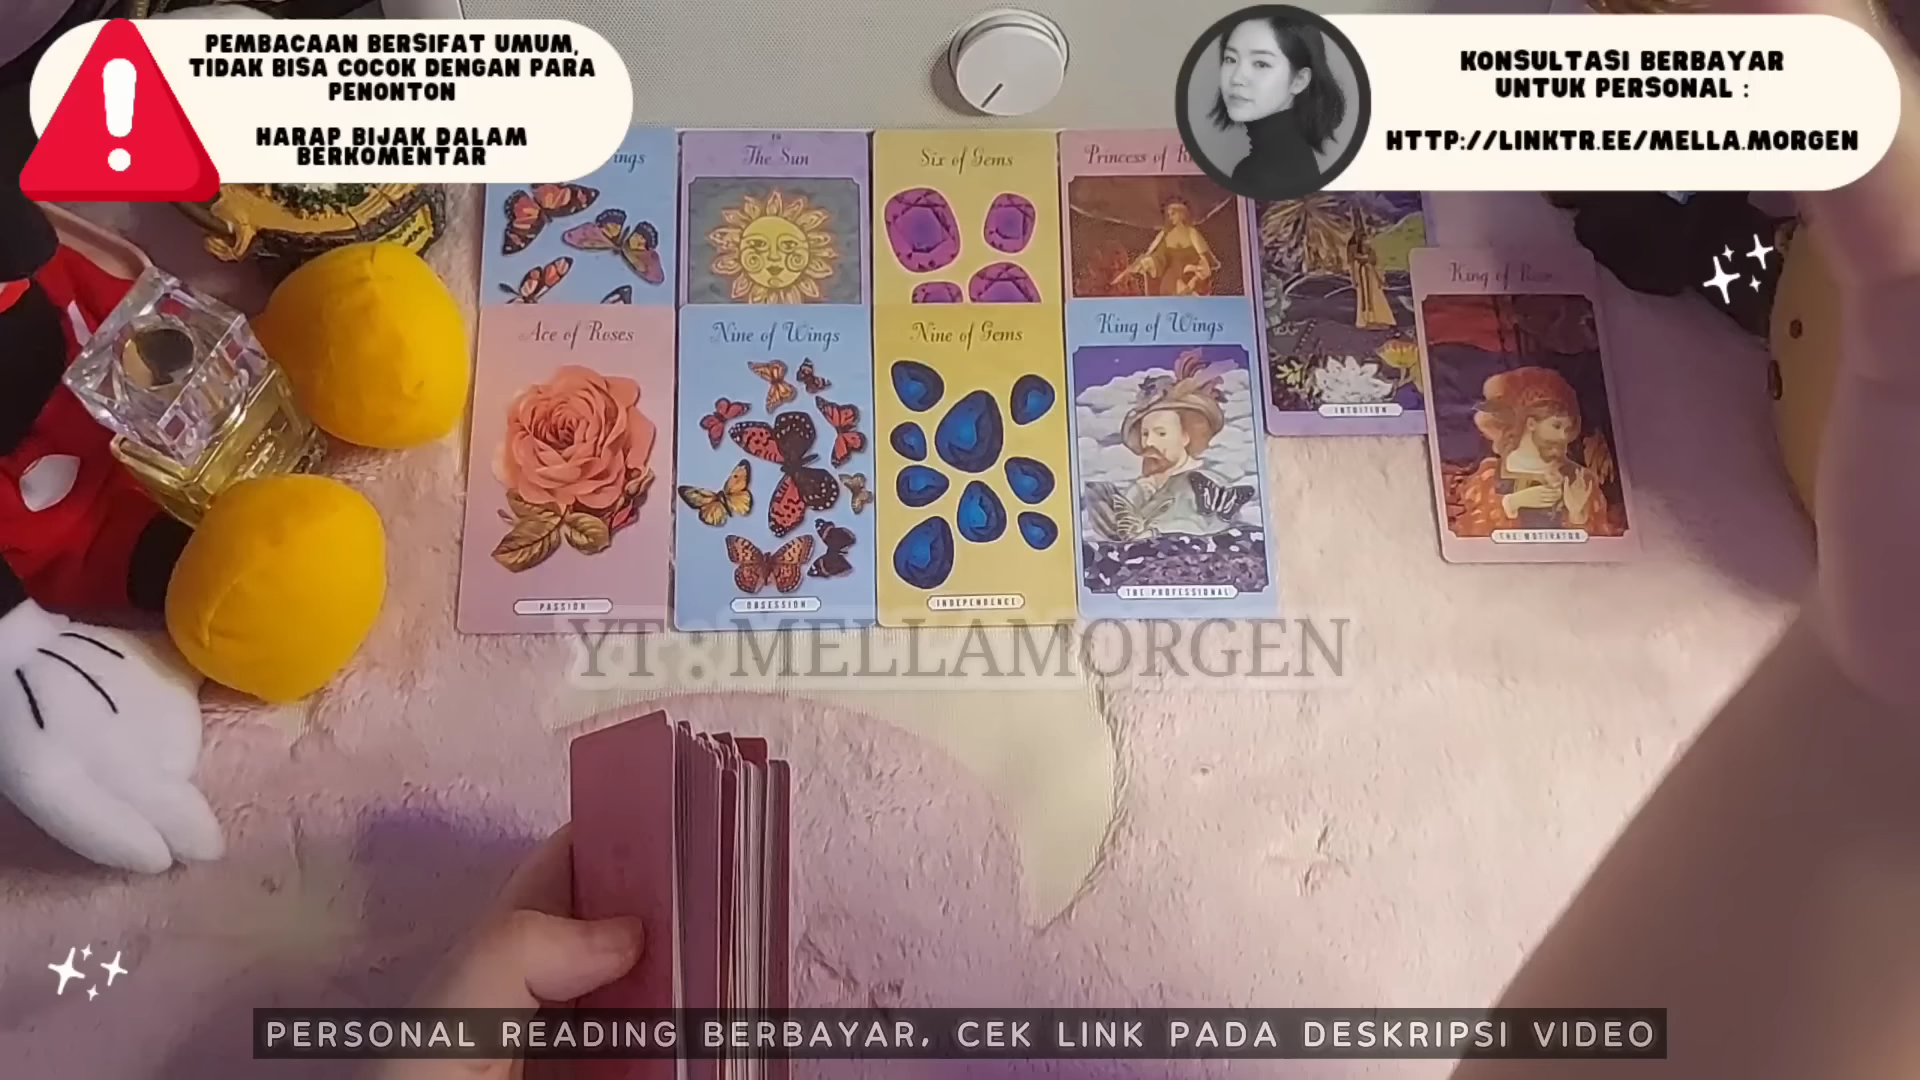 PEMBACAAN BERSIFAT UMUM,
TIDAK BISA COCOK DENGAN PARA
PENONTON
HARAP BIJAK DALAM
BERKOMENTAR
KONSULTASI BERBAYAR
UNTUK PERSONAL :
HTTP://LINKTR.EE/MELLA.MORGEN
The Sun
Six of Gems
Princess of
King of
INTUITION
THE MOTIVATOR
Ace of Roses
Nine of Wings
Nine of Gems
King of Wings
PASSION
OBSESSION
INDEPENDENCE
THE PROFESSIONAL
YT : MELLAMORGEN
PERSONAL READING BERBAYAR, CEK LINK PADA DESKRIPSI VIDEO